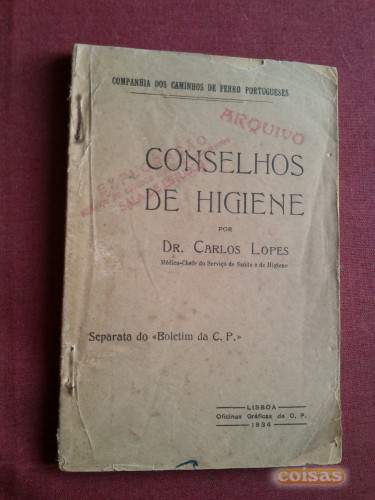 COMPANHIA DOS CAMINHOS DE FERRO PORTUGUESES
ARQUIVO
CONSELHOS
DE HIGIENE
POR
DR. CARLOS LOPES
Médico-Chefe do Serviço de Saúde e de Higiene
Separata do «Boletim da C. P.»
LISBOA
Oficinas Gráficas da C. P.
1934
coisas